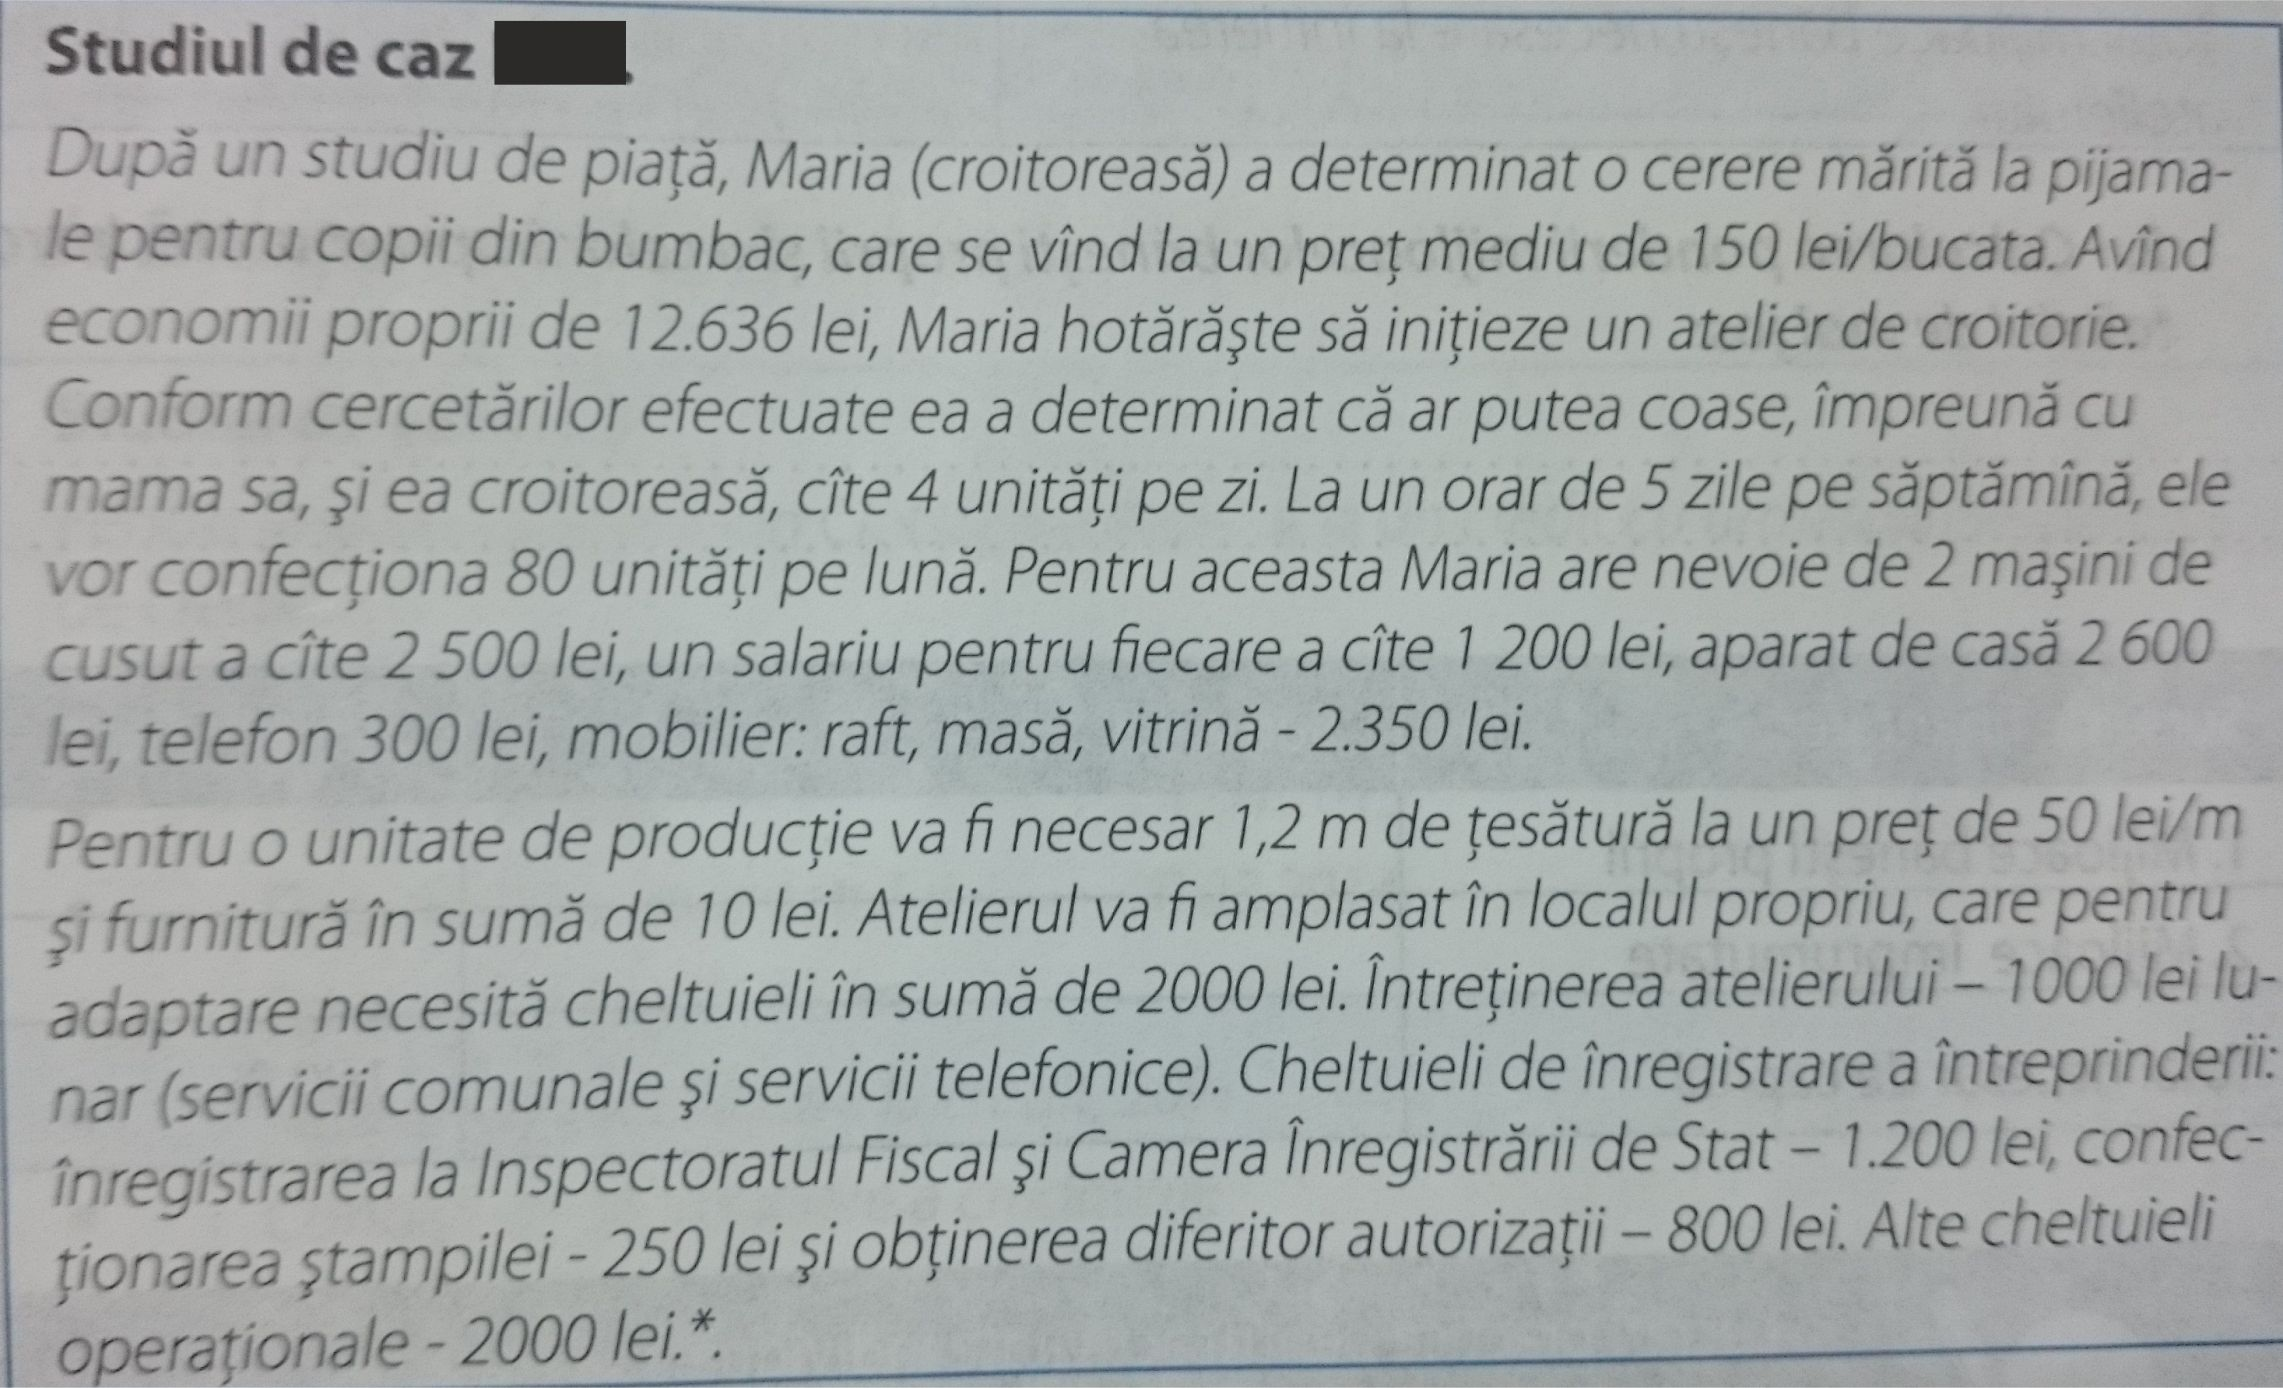 Studiul de caz .
După un studiu de piață, Maria (croitoreasă) a determinat o cerere mărită la pijama-
le pentru copii din bumbac, care se vînd la un preț mediu de 150 lei/bucata. Avînd
economii proprii de 12.636 lei, Maria hotărăşte să inițieze un atelier de croitorie.
Conform cercetărilor efectuate ea a determinat că ar putea coase, împreună cu
mama sa, şi ea croitoreasă, cîte 4 unități pe zi. La un orar de 5 zile pe săptămînă, ele
vor confecționa 80 unități pe lună. Pentru aceasta Maria are nevoie de 2 maşini de
cusut a cîte 2 500 lei, un salariu pentru fiecare a cîte 1 200 lei, aparat de casă 2 600
lei, telefon 300 lei, mobilier: raft, masă, vitrină - 2.350 lei.
Pentru o unitate de producție va fi necesar 1,2 m de țesătură la un preț de 50 lei/m
şi furnitură în sumă de 10 lei. Atelierul va fi amplasat în localul propriu, care pentru
adaptare necesită cheltuieli în sumă de 2000 lei. Întreținerea atelierului – 1000 lei lu-
nar (servicii comunale şi servicii telefonice). Cheltuieli de înregistrare a întreprinderii:
înregistrarea la Inspectoratul Fiscal şi Camera Înregistrării de Stat – 1.200 lei, confec-
ționarea ştampilei - 250 lei şi obținerea diferitor autorizații – 800 lei. Alte cheltuieli
operaționale - 2000 lei.*.